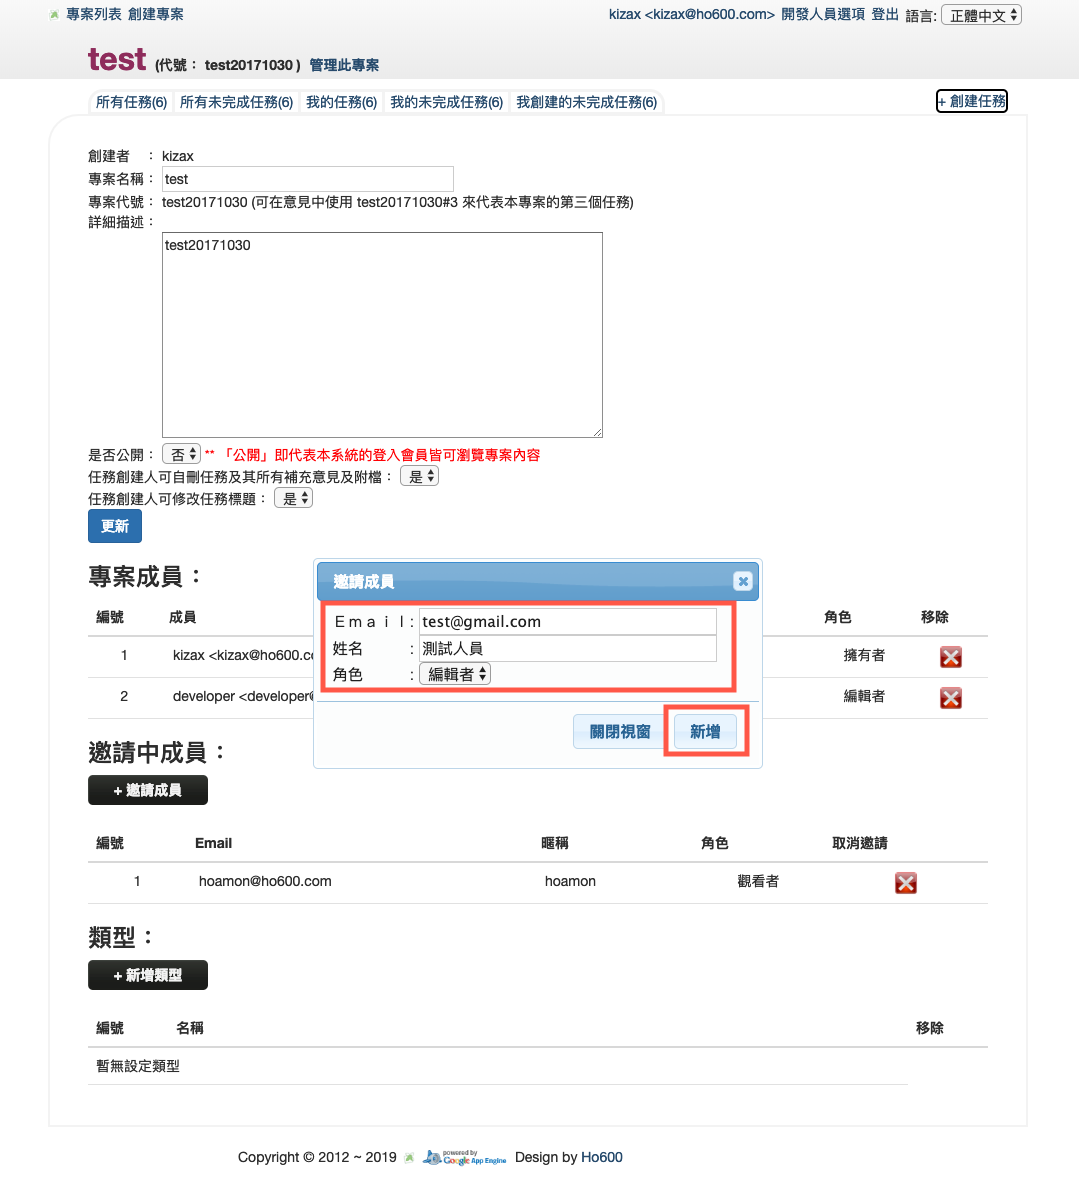 專案列表 創建專案
kizax <kizax@ho600.com> 開發人員選項 登出 語言: 正體中文
test (代號： test20171030 ) 管理此專案
所有任務(6) 所有未完成任務(6) 我的任務(6) 我的未完成任務(6) 我創建的未完成任務(6)
+ 創建任務
創建者 ： kizax
專案名稱： test
專案代號： test20171030 (可在意見中使用 test20171030#3 來代表本專案的第三個任務)
詳細描述：
test20171030
是否公開： 否 ** 「公開」即代表本系統的登入會員皆可瀏覽專案內容
任務創建人可自刪任務及其所有補充意見及附檔： 是
任務創建人可修改任務標題： 是
更新
專案成員：
編號 成員 角色 移除
1 kizax <kizax@ho600.co 擁有者
2 developer <developer@ 編輯者
邀請成員
Ｅｍａｉｌ: test@gmail.com
姓名 : 測試人員
角色 : 編輯者
關閉視窗 新增
邀請中成員：
+ 邀請成員
編號 Email 暱稱 角色 取消邀請
1 hoamon@ho600.com hoamon 觀看者
類型：
+ 新增類型
編號 名稱 移除
暫無設定類型
Copyright © 2012 ~ 2019 powered by Google App Engine Design by Ho600